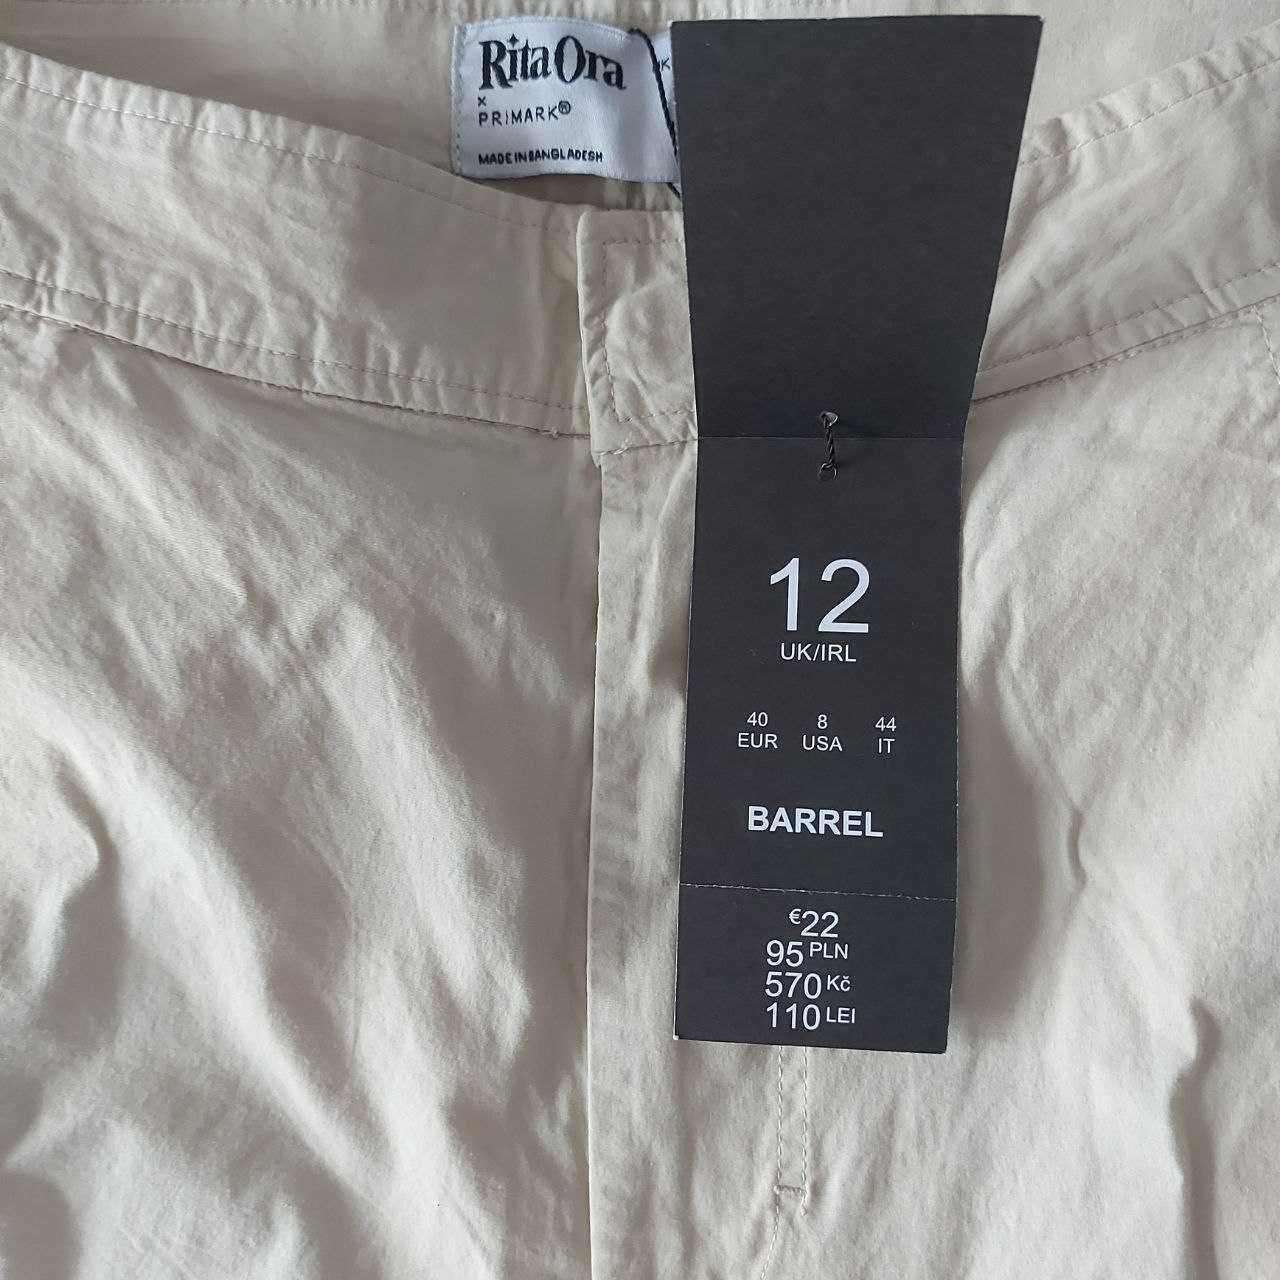 Rita Ora
x
PRIMARK®
MADE IN BANGLADESH
12
UK/IRL
40 8 44
EUR USA IT
BARREL
€22
95 PLN
570 Kč
110 LEI